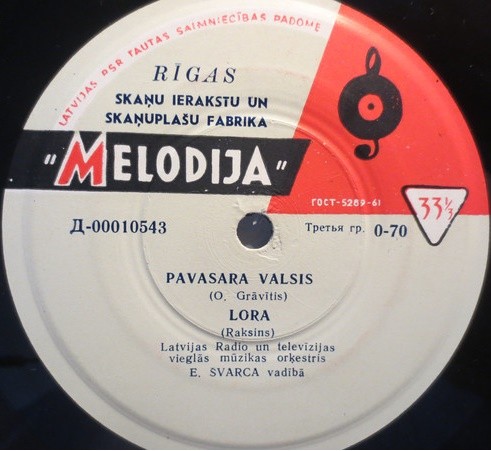 LATVIJAS PSR TAUTAS SAIMNIECĪBAS PADOME
RĪGAS
SKAŅU IERAKSTU UN
SKAŅUPLAŠU FABRIKA
"MELODIJA"
ГОСТ-5289-61
33⅓
Д-00010543
Третья гр. 0-70
PAVASARA VALSIS
(O. Grāvītis)
LORA
(Raksins)
Latvijas Radio un televīzijas
vieglās mūzikas orķestris
E. SVARCA vadībā